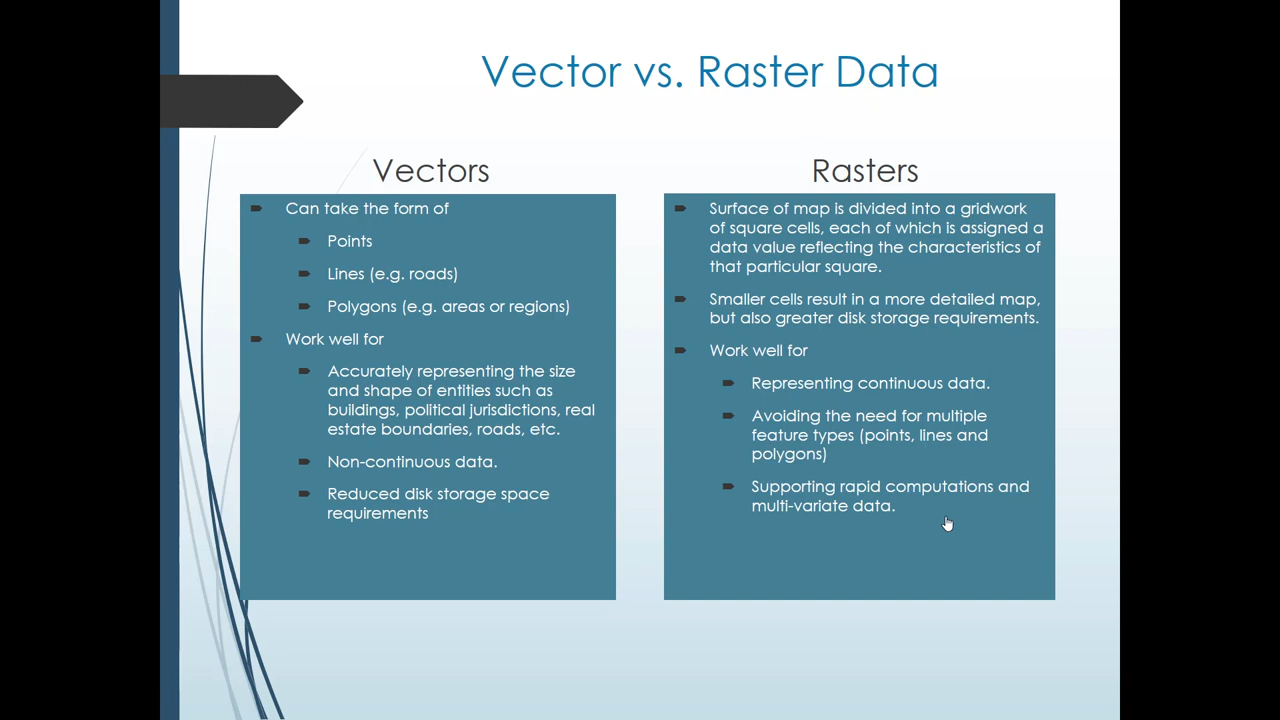 Vector vs. Raster Data
Vectors
Can take the form of
Points
Lines (e.g. roads)
Polygons (e.g. areas or regions)
Work well for
Accurately representing the size
and shape of entities such as
buildings, political jurisdictions, real
estate boundaries, roads, etc.
Non-continuous data.
Reduced disk storage space
requirements
Rasters
Surface of map is divided into a gridwork
of square cells, each of which is assigned a
data value reflecting the characteristics of
that particular square.
Smaller cells result in a more detailed map,
but also greater disk storage requirements.
Work well for
Representing continuous data.
Avoiding the need for multiple
feature types (points, lines and
polygons)
Supporting rapid computations and
multi-variate data.